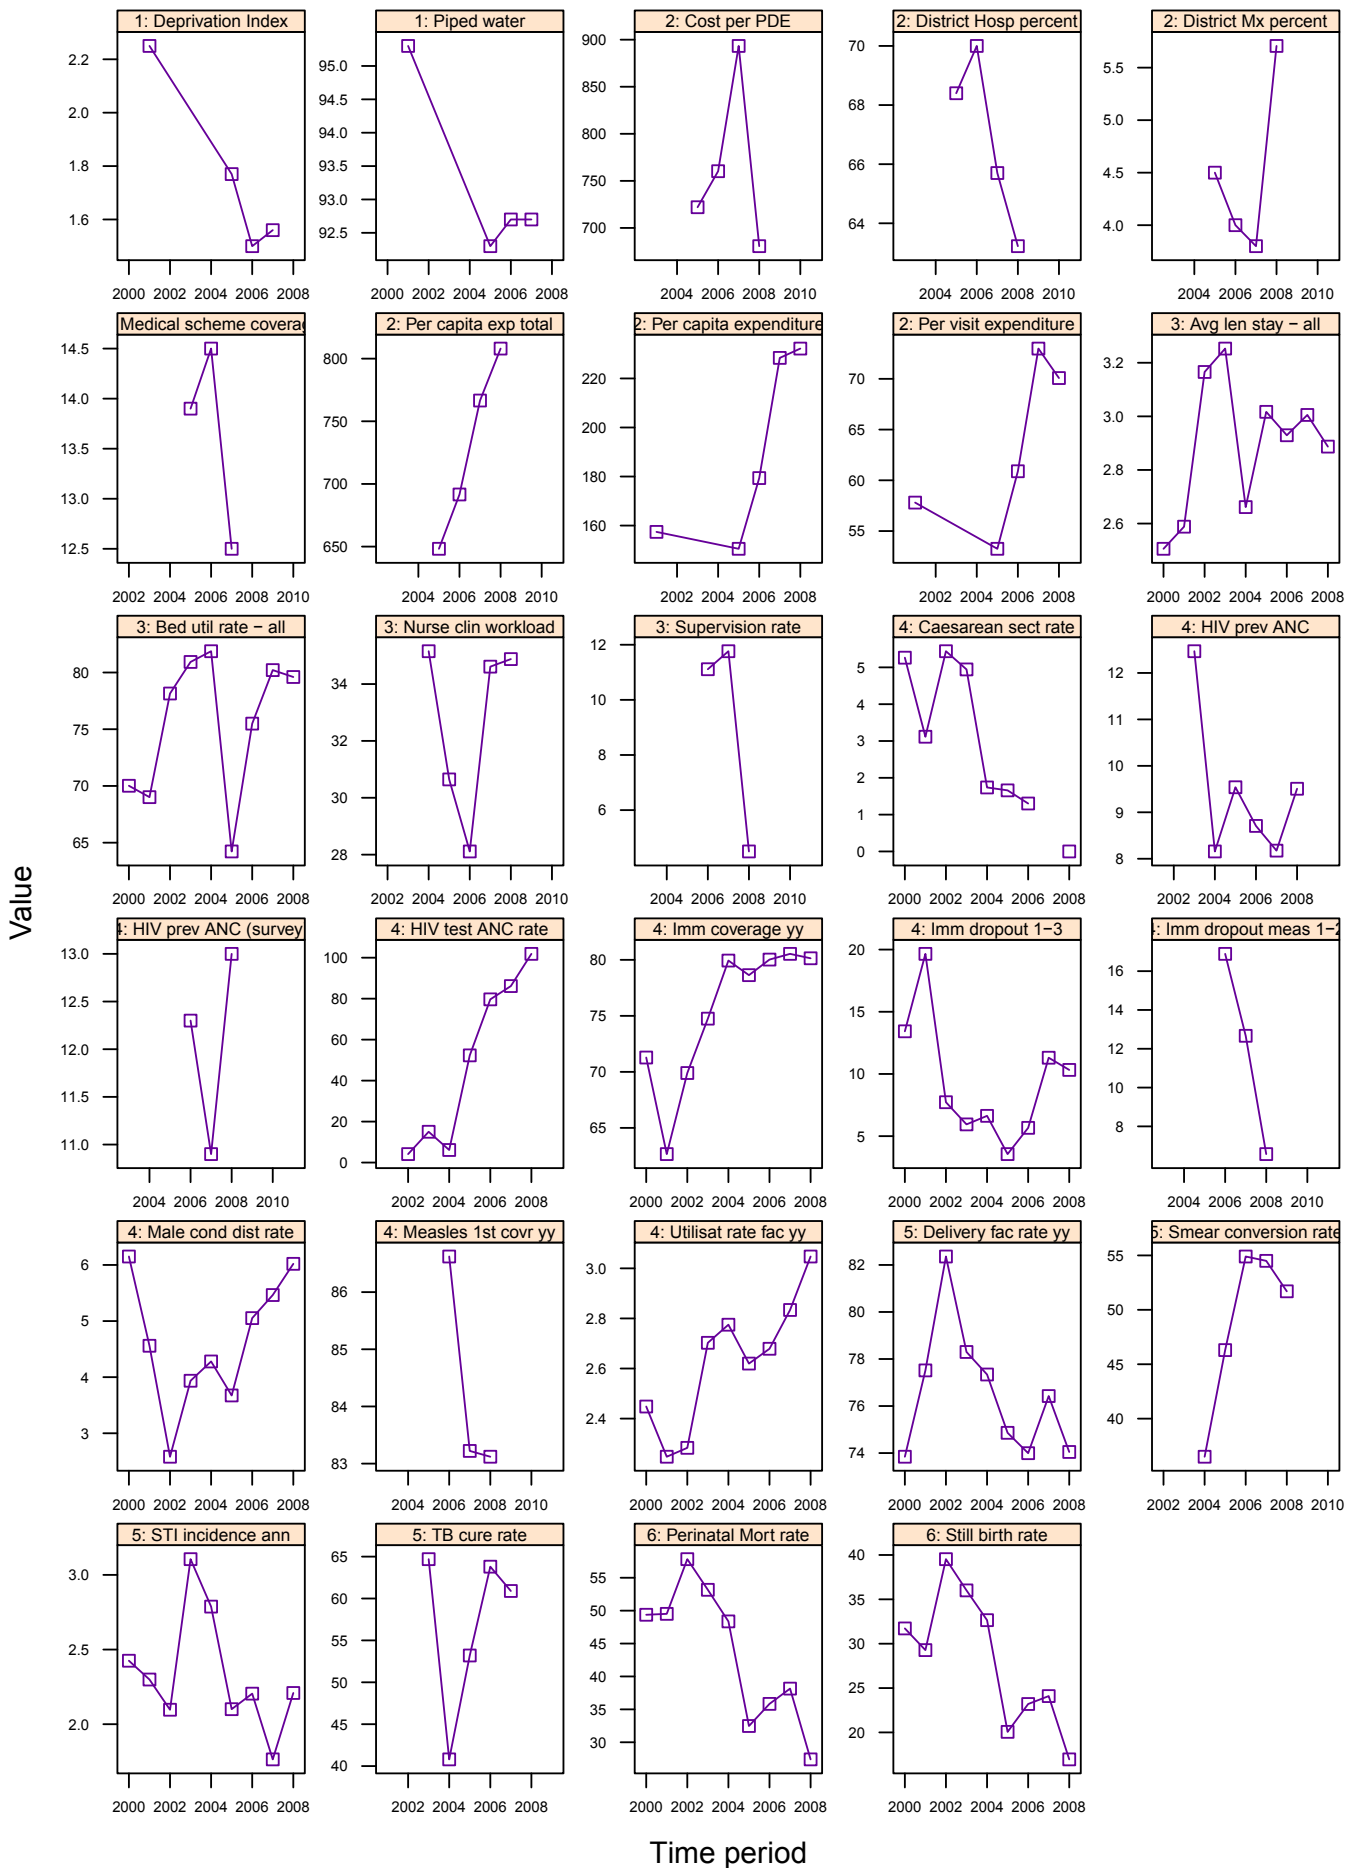 1: Deprivation Index
1: Piped water
2: Cost per PDE
2: District Hosp percent
2: District Mx percent
2.2
2.0
1.8
1.6
95.0
94.5
94.0
93.5
93.0
92.5
900
850
800
750
700
70
68
66
64
5.5
5.0
4.5
4.0
2000 2002 2004 2006 2008
2000 2002 2004 2006 2008
2004 2006 2008 2010
2004 2006 2008 2010
2004 2006 2008 2010
Medical scheme coverag
2: Per capita exp total
2: Per capita expenditure
2: Per visit expenditure
3: Avg len stay − all
14.5
14.0
13.5
13.0
12.5
800
750
700
650
220
200
180
160
70
65
60
55
3.2
3.0
2.8
2.6
2002 2004 2006 2008 2010
2004 2006 2008 2010
2002 2004 2006 2008
2002 2004 2006 2008
2000 2002 2004 2006 2008
3: Bed util rate − all
3: Nurse clin workload
3: Supervision rate
4: Caesarean sect rate
4: HIV prev ANC
80
75
70
65
34
32
30
28
12
10
8
6
5
4
3
2
1
0
12
11
10
9
8
2000 2002 2004 2006 2008
2002 2004 2006 2008 2010
2004 2006 2008 2010
2000 2002 2004 2006 2008
2002 2004 2006 2008
4: HIV prev ANC (survey
4: HIV test ANC rate
4: Imm coverage yy
4: Imm dropout 1−3
4: Imm dropout meas 1−2
13.0
12.5
12.0
11.5
11.0
100
80
60
40
20
0
80
75
70
65
20
15
10
5
16
14
12
10
8
2004 2006 2008 2010
2002 2004 2006 2008
2000 2002 2004 2006 2008
2000 2002 2004 2006 2008
2004 2006 2008 2010
4: Male cond dist rate
4: Measles 1st covr yy
4: Utilisat rate fac yy
5: Delivery fac rate yy
5: Smear conversion rate
6
5
4
3
86
85
84
83
3.0
2.8
2.6
2.4
82
80
78
76
74
55
50
45
40
2000 2002 2004 2006 2008
2004 2006 2008 2010
2000 2002 2004 2006 2008
2000 2002 2004 2006 2008
2002 2004 2006 2008 2010
5: STI incidence ann
5: TB cure rate
6: Perinatal Mort rate
6: Still birth rate
3.0
2.5
2.0
65
60
55
50
45
40
55
50
45
40
35
30
40
35
30
25
20
2000 2002 2004 2006 2008
2002 2004 2006 2008
2000 2002 2004 2006 2008
2000 2002 2004 2006 2008
Value
Time period